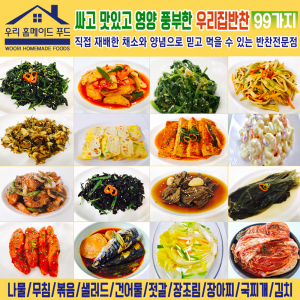 우리 홈메이드 푸드
WOORI HOMEMADE FOODS
싸고 맛있고 영양 풍부한 우리집반찬 99가지
직접 재배한 채소와 양념으로 믿고 먹을 수 있는 반찬전문점
나물/무침/볶음/샐러드/건어물/젓갈/장조림/장아찌/국찌개/김치